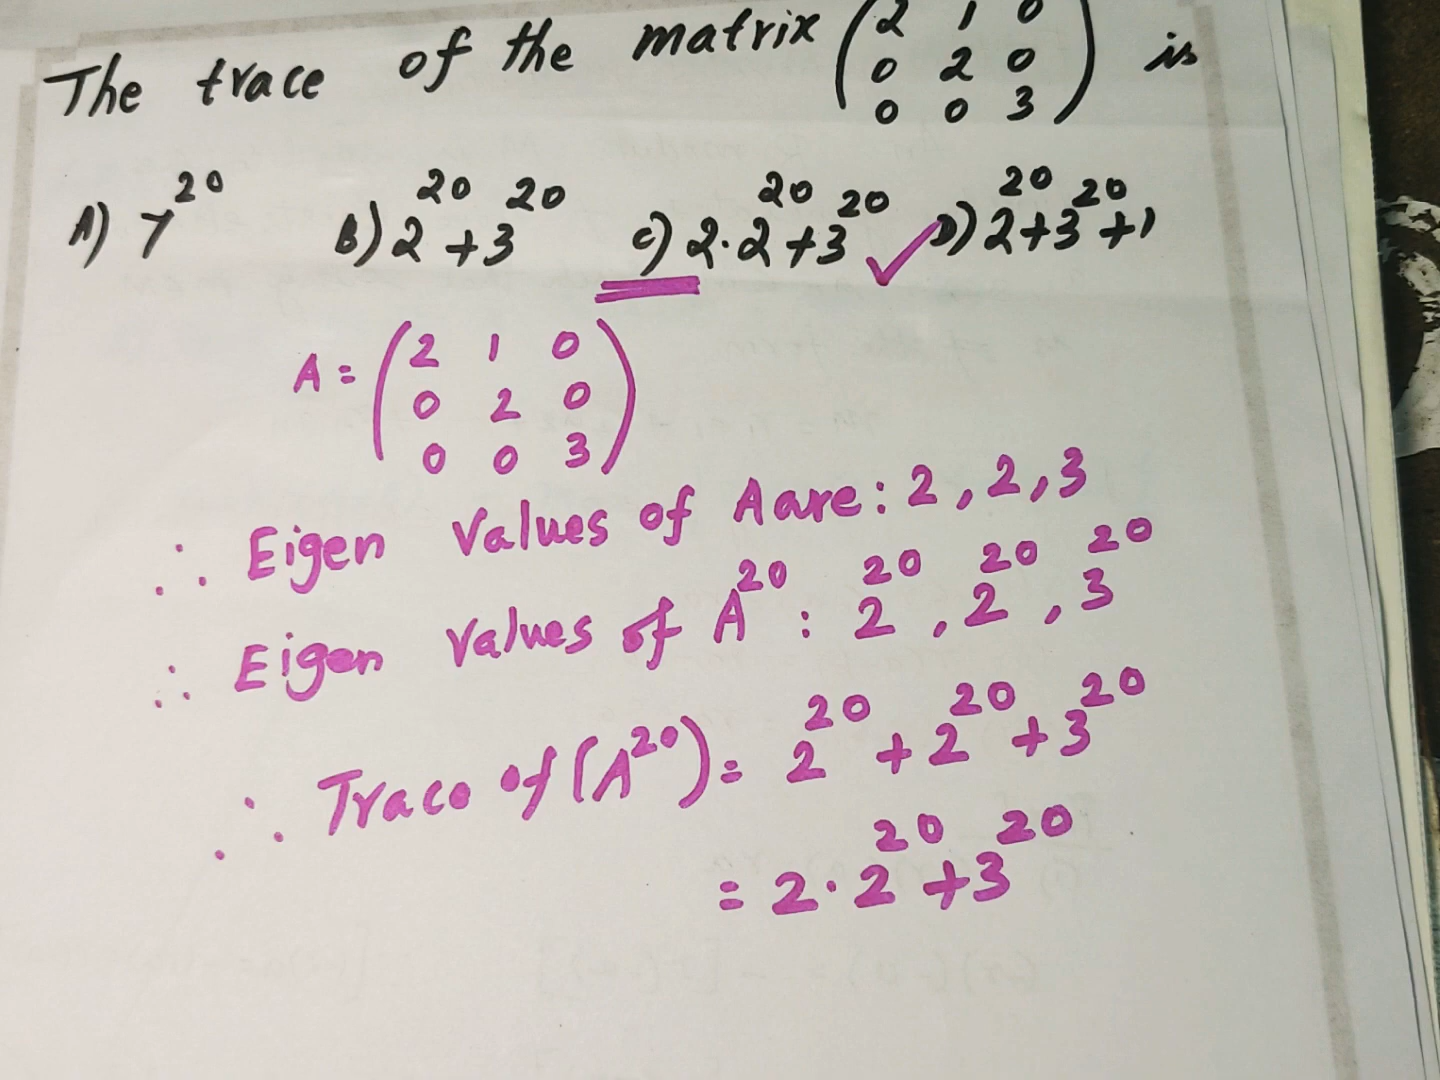 The trace of the matrix (2 1 0
0 2 0
0 0 3) is
A) 7^20 B) 2^20 + 3^20 C) 2·2^20 + 3^20 ✓ D) 2^20 + 3^20 + 1
A = (2 1 0
0 2 0
0 0 3)
∴ Eigen Values of A are : 2, 2, 3
∴ Eigen Values of A^20 : 2^20, 2^20, 3^20
∴ Trace of (A^20) = 2^20 + 2^20 + 3^20
= 2·2^20 + 3^20